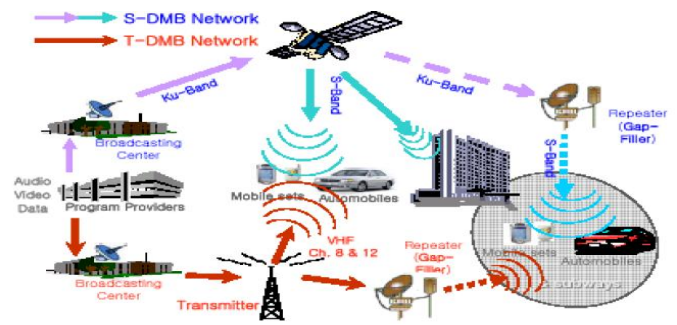 S-DMB Network
T-DMB Network
Ku-Band
S-Band
Ku-Band
Repeater
(Gap-
Filler)
S-Band
Broadcasting
Center
Audio
Video
Data
Program Providers
Mobile sets
Automobiles
VHF
Ch. 8 & 12
Broadcasting
Center
Transmitter
Repeater
(Gap-
Filler)
Mobile sets
Automobiles
subways